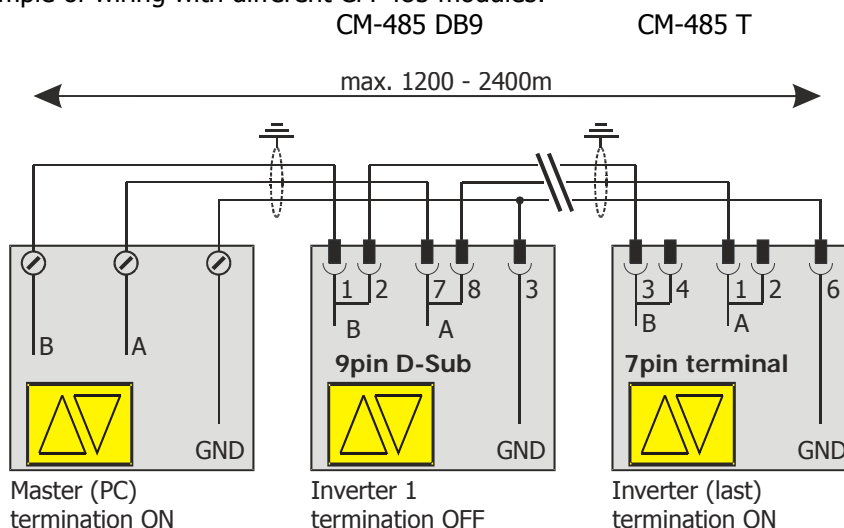 CM-485 DB9 CM-485 T
max. 1200 - 2400m
1 2 7 8 3 3 4 1 2 6
B A B A B A
9pin D-Sub 7pin terminal
GND GND GND
Master (PC) Inverter 1 Inverter (last)
termination ON termination OFF termination ON